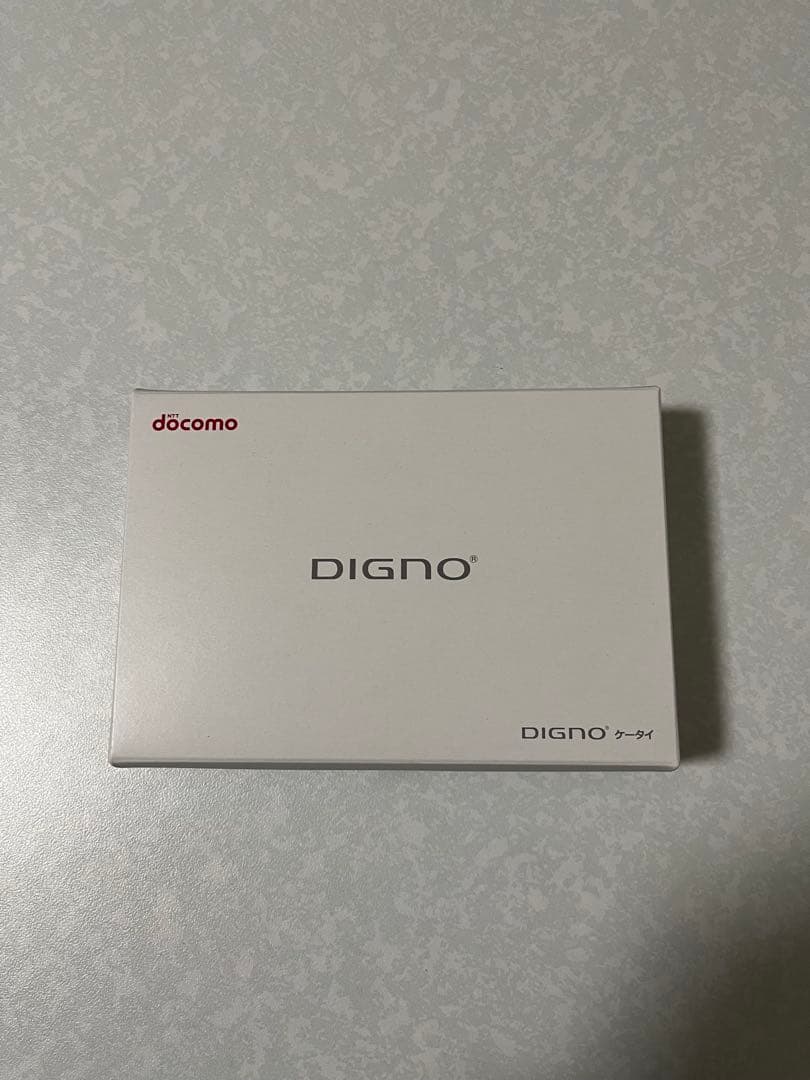 NTT
docomo
DIGNO®
DIGNO® ケータイ